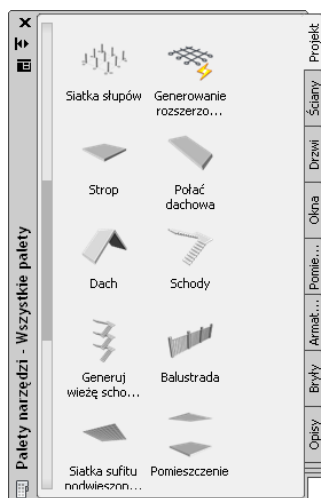 Siatka słupów
Generowanie
rozszerzo...
Strop
Połać
dachowa
Dach
Schody
Generuj
wieżę scho...
Balustrada
Siatka sufitu
podwieszon...
Pomieszczenie
Projekt
Ściany
Drzwi
Okna
Pomie...
Armat...
Bryły
Opisy
Palety narzędzi - Wszystkie palety